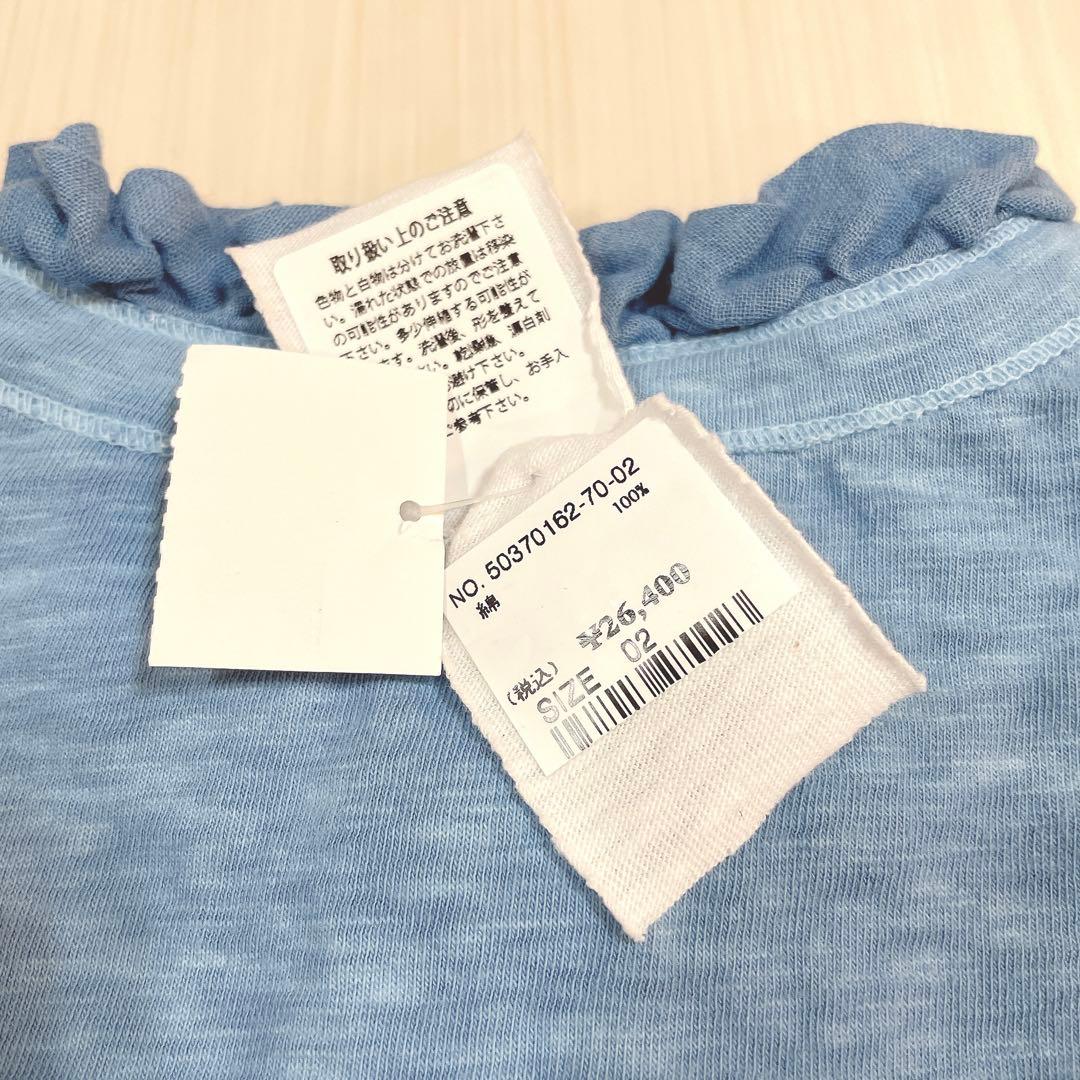 取り扱い上のご注意
色物と白物は分けてお洗濯下さ
い。濡れた状態での放置は移染
の可能性がありますのでご注意
下さい。多少伸縮する可能性が
ます。洗濯後、形を整えて
さい。乾燥機、漂白剤
お避け下さい。
のに保管し、お手入
ご参考下さい。
NO. 50370162-70-02
綿 100%
¥26,400
(税込)
SIZE 02